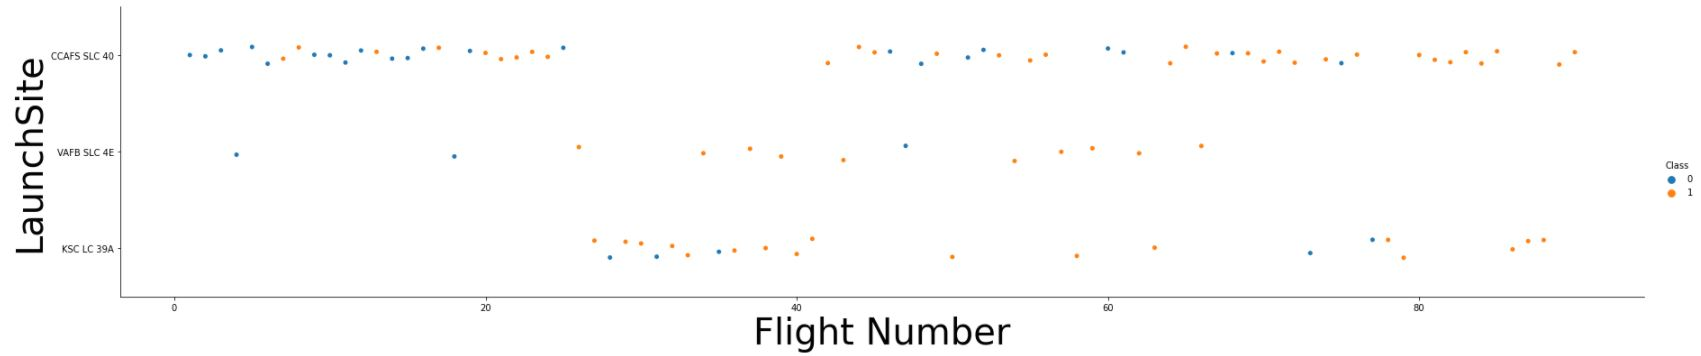 LaunchSite
CCAFS SLC 40
VAFB SLC 4E
KSC LC 39A
0 20 40 60 80
Flight Number
Class
0
1